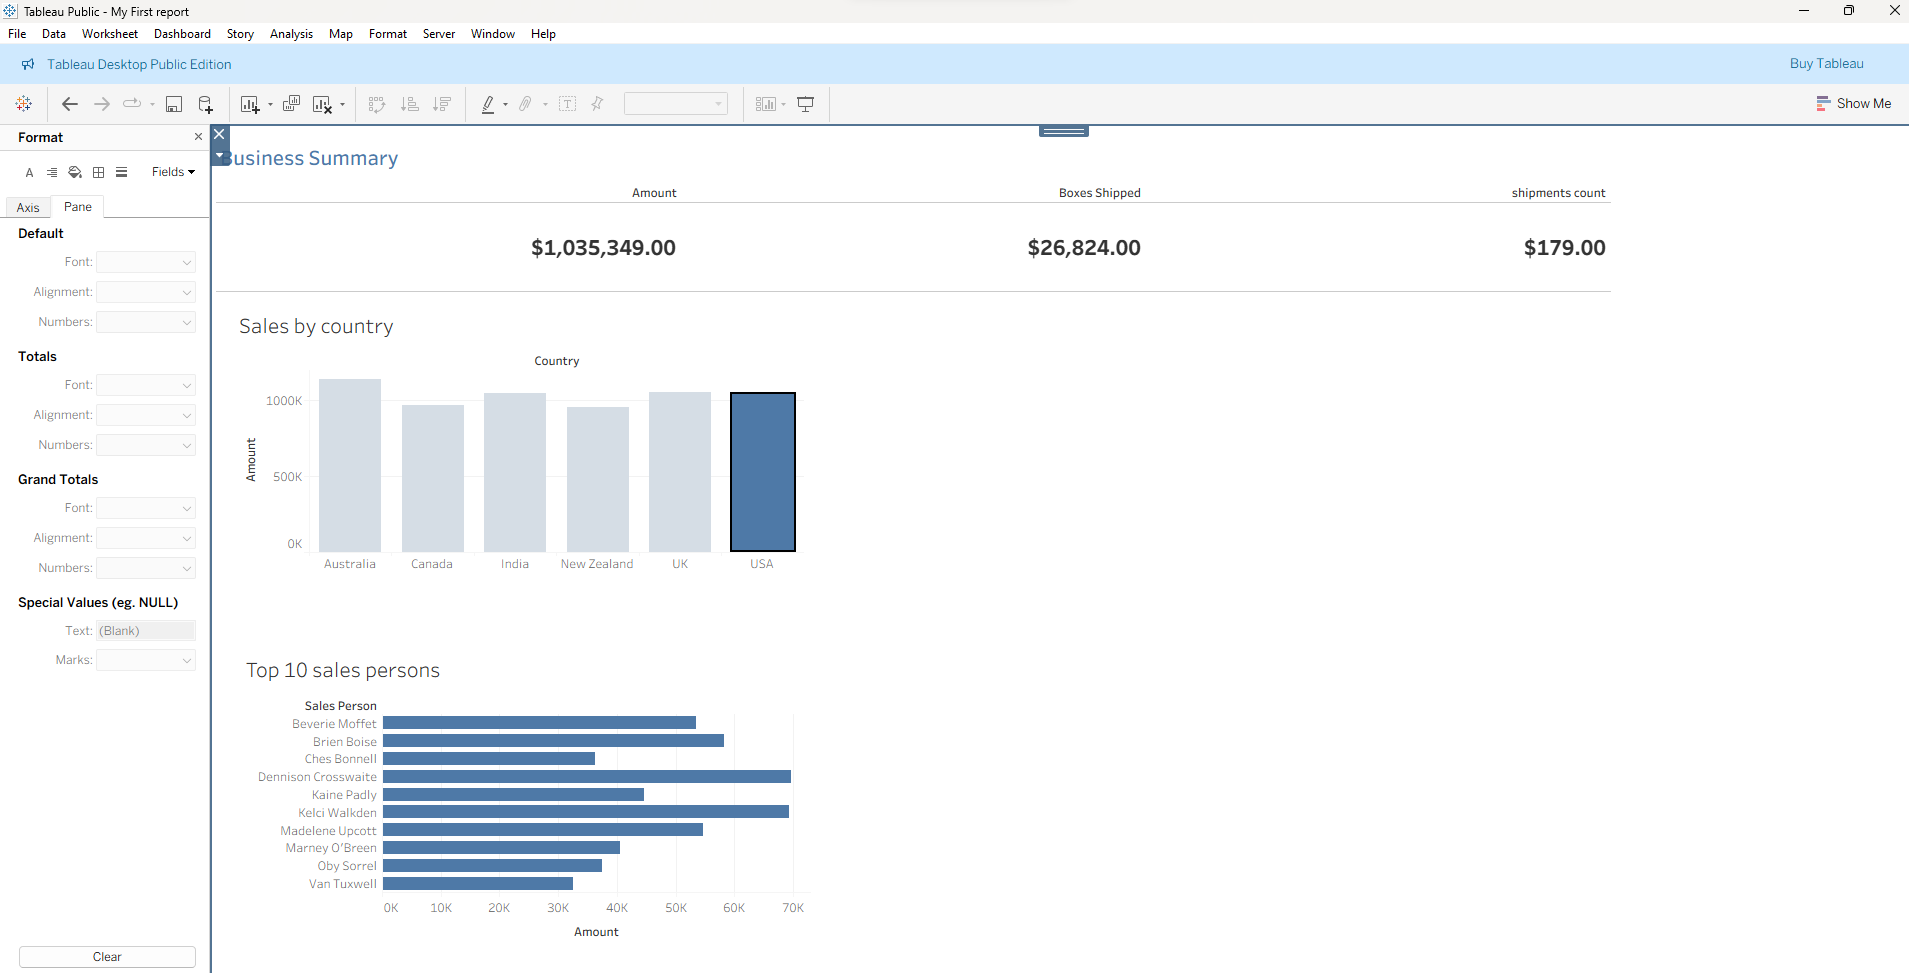 Tableau Public - My First report
File Data Worksheet Dashboard Story Analysis Map Format Server Window Help
Tableau Desktop Public Edition
Buy Tableau
Show Me
Format
Fields
Axis Pane
Default
Font:
Alignment:
Numbers:
Totals
Font:
Alignment:
Numbers:
Grand Totals
Font:
Alignment:
Numbers:
Special Values (eg. NULL)
Text: (Blank)
Marks:
Clear
Business Summary
Amount Boxes Shipped shipments count
$1,035,349.00 $26,824.00 $179.00
Sales by country
Country
1000K
500K
0K
Amount
Australia Canada India New Zealand UK USA
Top 10 sales persons
Sales Person
Beverie Moffet
Brien Boise
Ches Bonnell
Dennison Crosswaite
Kaine Padly
Kelci Walkden
Madelene Upcott
Marney O'Breen
Oby Sorrel
Van Tuxwell
0K 10K 20K 30K 40K 50K 60K 70K
Amount